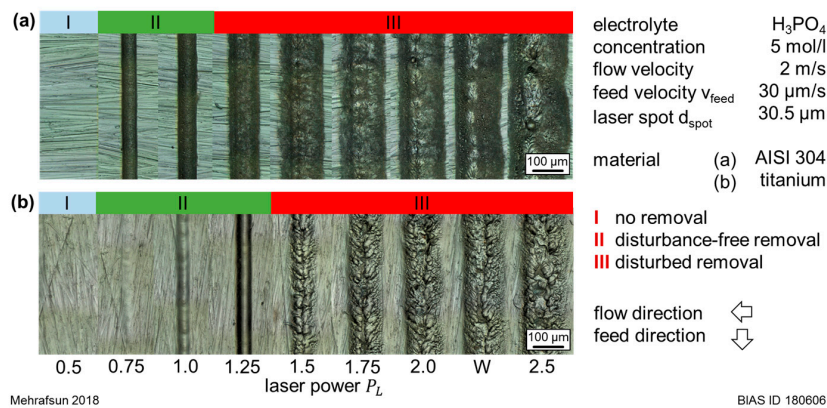 (a)
I II III
100 µm
(b)
I II III
100 µm
0.5 0.75 1.0 1.25 1.5 1.75 2.0 W 2.5
laser power P_L
electrolyte H₃PO₄
concentration 5 mol/l
flow velocity 2 m/s
feed velocity v_feed 30 µm/s
laser spot d_spot 30.5 µm
material (a) AISI 304
(b) titanium
I no removal
II disturbance-free removal
III disturbed removal
flow direction
feed direction
Mehrafsun 2018
BIAS ID 180606